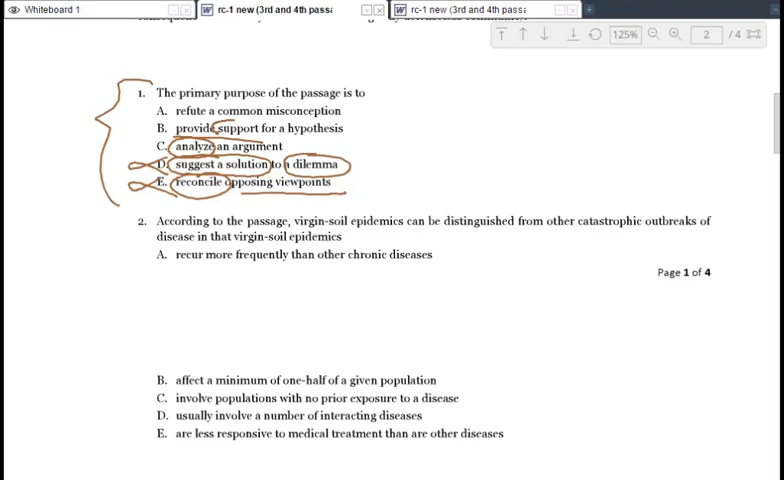 Whiteboard 1
rc-1 new (3rd and 4th passa
rc-1 new (3rd and 4th passa
125%
2
/ 4
1. The primary purpose of the passage is to
A. refute a common misconception
B. provide support for a hypothesis
C. analyze an argument
D. suggest a solution to a dilemma
E. reconcile opposing viewpoints
2. According to the passage, virgin-soil epidemics can be distinguished from other catastrophic outbreaks of
disease in that virgin-soil epidemics
A. recur more frequently than other chronic diseases
Page 1 of 4
B. affect a minimum of one-half of a given population
C. involve populations with no prior exposure to a disease
D. usually involve a number of interacting diseases
E. are less responsive to medical treatment than are other diseases